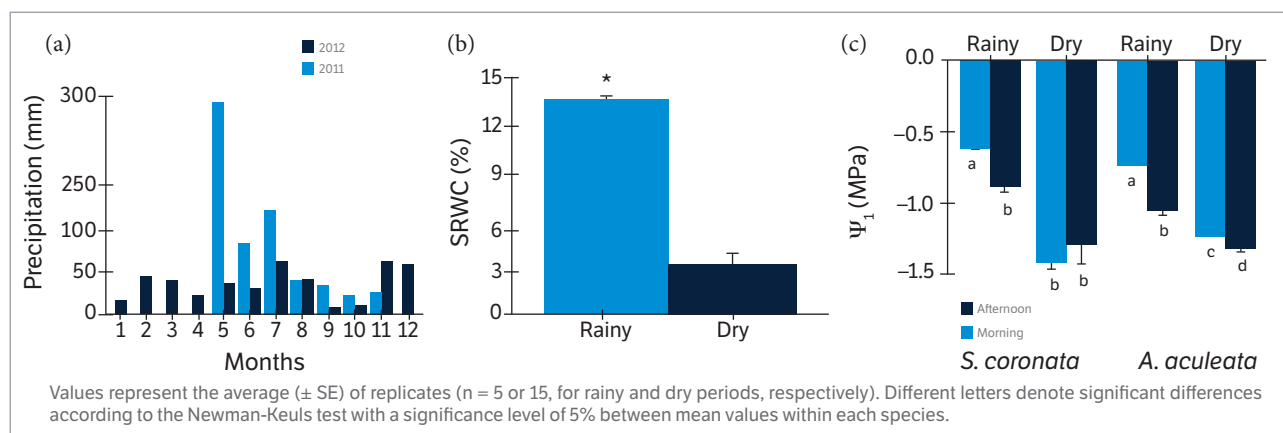 (a)
2012
2011
Precipitation (mm)
300
250
100
50
0
1 2 3 4 5 6 7 8 9 10 11 12
Months
(b)
SRWC (%)
15
12
9
6
3
0
*
Rainy Dry
(c)
Rainy Dry Rainy Dry
0.0
−0.5
−1.0
−1.5
Ψ1 (MPa)
a b b b a b c d
Afternoon
Morning
S. coronata A. aculeata
Values represent the average (± SE) of replicates (n = 5 or 15, for rainy and dry periods, respectively). Different letters denote significant differences
according to the Newman-Keuls test with a significance level of 5% between mean values within each species.